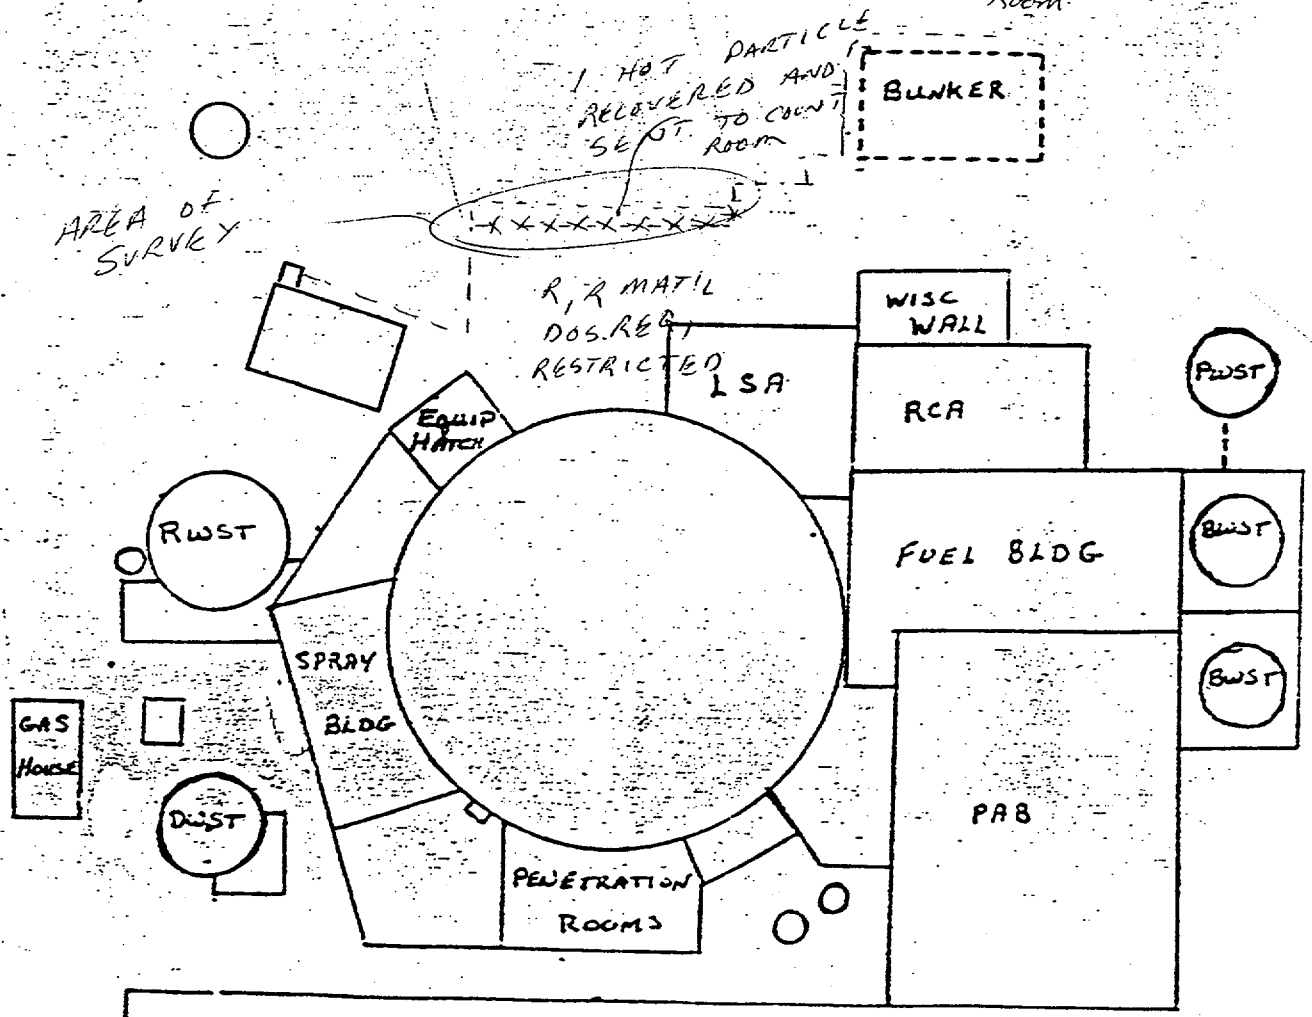 ROOM
1 HOT PARTICLE
RECOVERED AND
SENT TO COUNT
ROOM
BUNKER
AREA OF
SURVEY
R, R MAT'L
DOS. REQ,
RESTRICTED
WISC
WALL
LSA
RCA
PWST
EQUIP
HATCH
RWST
FUEL BLDG
BWST
SPRAY
BLDG
BWST
GAS
HOUSE
DWST
PAB
PENETRATION
ROOMS